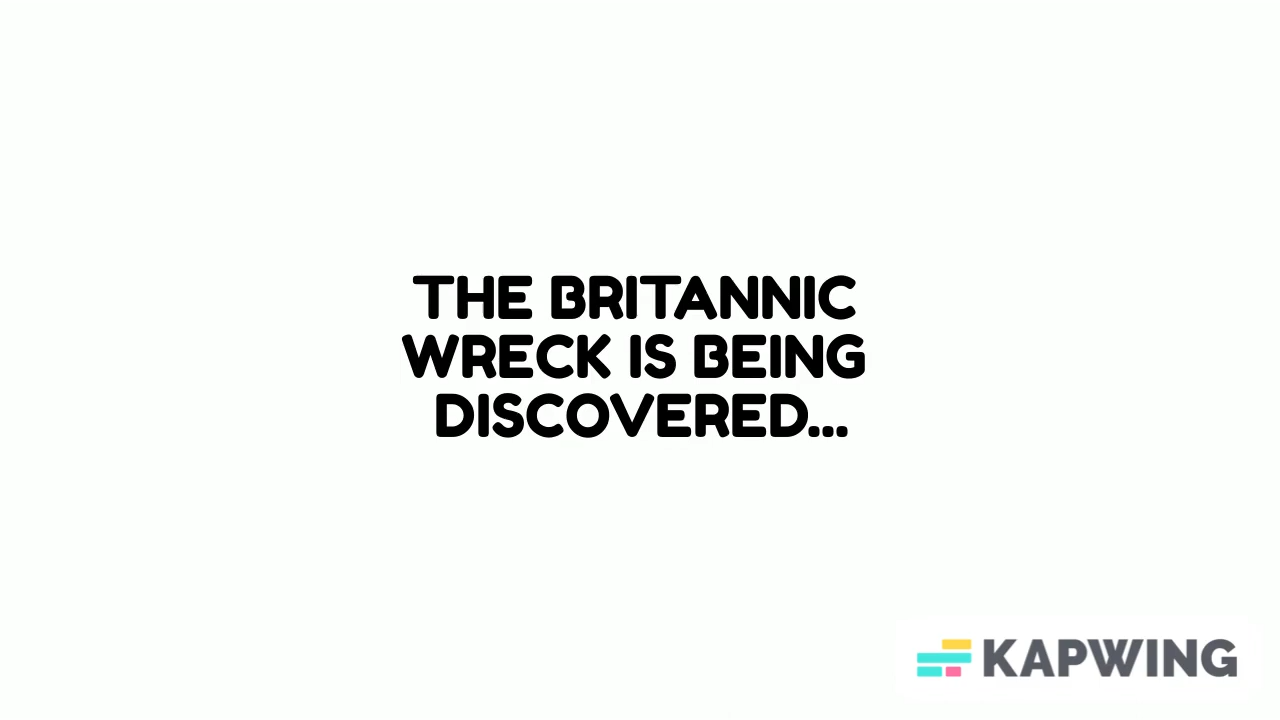 THE BRITANNIC
WRECK IS BEING
DISCOVERED...
KAPWING